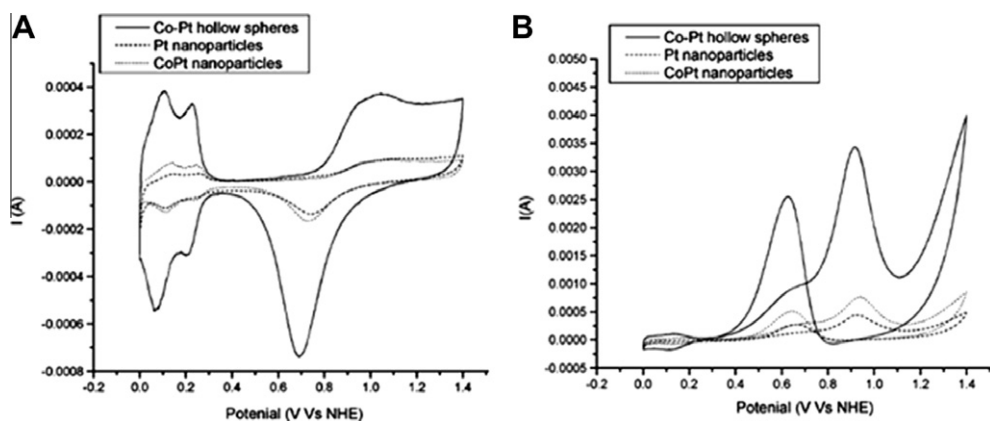 A
Co-Pt hollow spheres
Pt nanoparticles
CoPt nanoparticles
0.0004
0.0002
0.0000
-0.0002
-0.0004
-0.0006
-0.0008
I (A)
-0.2 0.0 0.2 0.4 0.6 0.8 1.0 1.2 1.4
Potenial (V Vs NHE)
B
Co-Pt hollow spheres
Pt nanoparticles
CoPt nanoparticles
0.0050
0.0045
0.0040
0.0035
0.0030
0.0025
0.0020
0.0015
0.0010
0.0005
0.0000
-0.0005
I(A)
-0.2 0.0 0.2 0.4 0.6 0.8 1.0 1.2 1.4
Potenial (V Vs NHE)